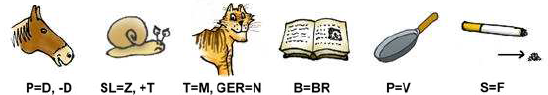 P=D, -D SL=Z, +T T=M, GER=N B=BR P=V S=F